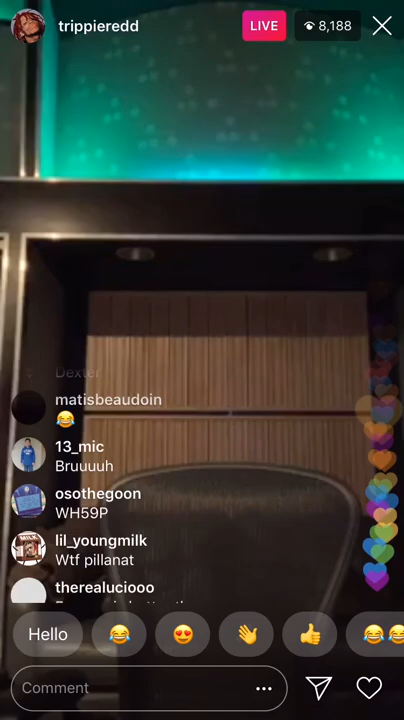 trippieredd
LIVE
8,188
Dexter
matisbeaudoin
😂
13_mic
Bruuuuh
osothegoon
WH59P
lil_youngmilk
Wtf pillanat
therealuciooo
Hello 😂 😍 👋 👍 😂😂
Comment